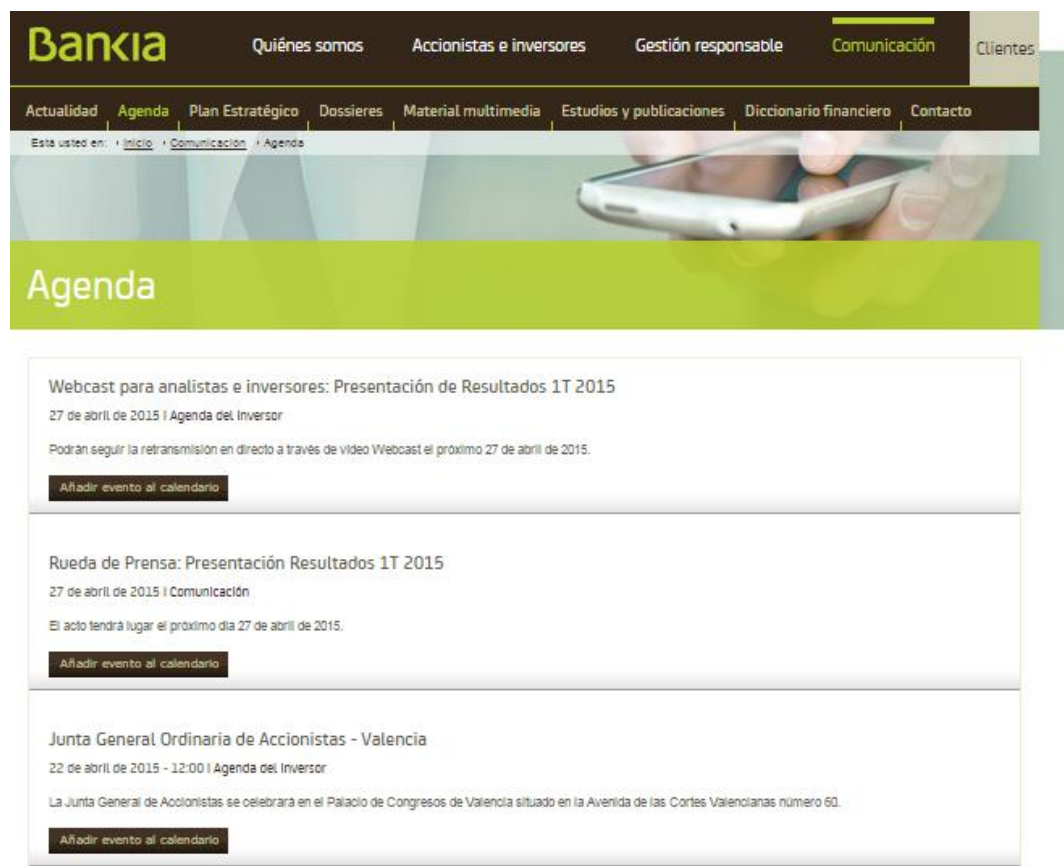 Bankia
Quiénes somos Accionistas e inversores Gestión responsable Comunicación Clientes
Actualidad Agenda Plan Estratégico Dossieres Material multimedia Estudios y publicaciones Diccionario financiero Contacto
Está usted en: Inicio Comunicación Agenda
Agenda
Webcast para analistas e inversores: Presentación de Resultados 1T 2015
27 de abril de 2015 | Agenda del Inversor
Podrán seguir la retransmisión en directo a través de video Webcast el próximo 27 de abril de 2015.
Añadir evento al calendario
Rueda de Prensa: Presentación Resultados 1T 2015
27 de abril de 2015 | Comunicación
El acto tendrá lugar el próximo día 27 de abril de 2015.
Añadir evento al calendario
Junta General Ordinaria de Accionistas - Valencia
22 de abril de 2015 - 12:00 | Agenda del Inversor
La Junta General de Accionistas se celebrará en el Palacio de Congresos de Valencia situado en la Avenida de las Cortes Valencianas número 60.
Añadir evento al calendario